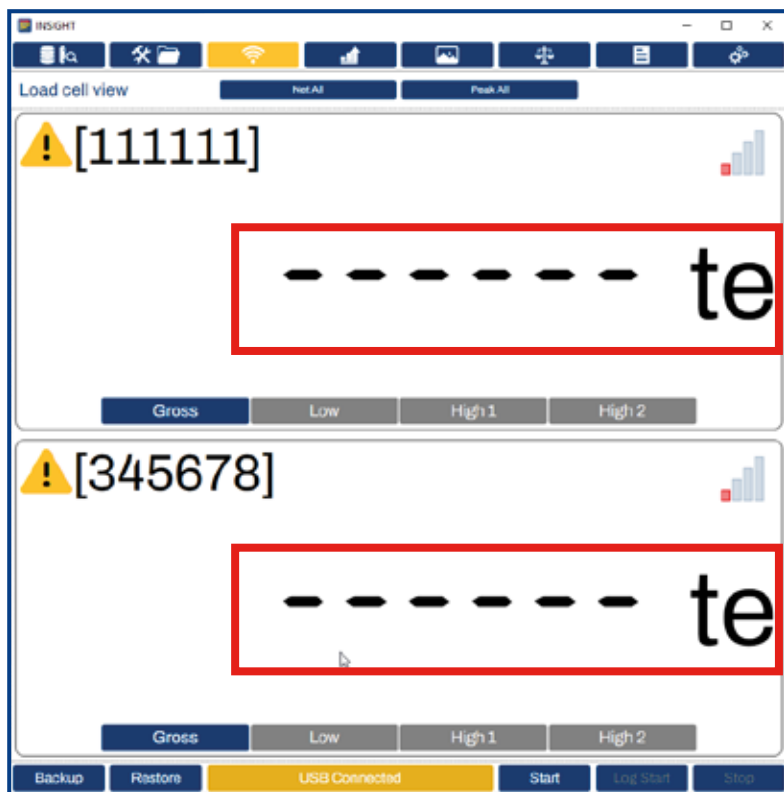 INSIGHT
Load cell view
Net All Peak All
[111111]
- - - - - - te
Gross Low High 1 High 2
[345678]
- - - - - - te
Gross Low High 1 High 2
Backup Restore USB Connected Start Log Start Stop